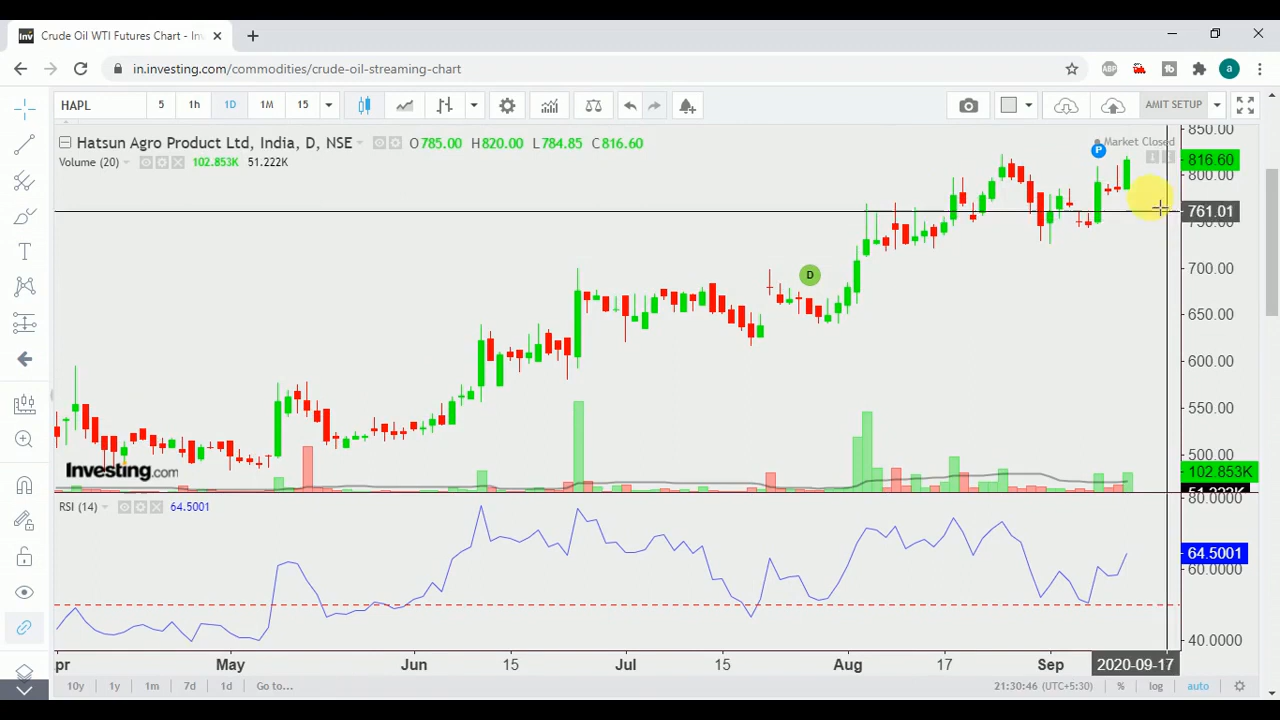 Crude Oil WTI Futures Chart - Inv
in.investing.com/commodities/crude-oil-streaming-chart
ABP
a
HAPL 5 1h 1D 1M 15 AMIT SETUP
Hatsun Agro Product Ltd, India, D, NSE O785.00 H820.00 L784.85 C816.60
Market Closed
Volume (20) 102.853K 51.222K
P
D
T
850.00
816.60
800.00
761.01
750.00
700.00
650.00
600.00
550.00
500.00
102.853K
Investing.com
80.0000
RSI (14) 64.5001
64.5001
60.0000
40.0000
pr May Jun 15 Jul 15 Aug 17 Sep 2020-09-17
10y 1y 1m 7d 1d Go to... 21:30:46 (UTC+5:30) % log auto